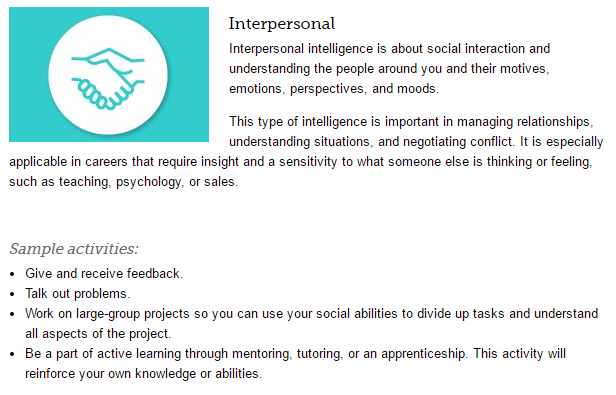 Interpersonal
Interpersonal intelligence is about social interaction and
understanding the people around you and their motives,
emotions, perspectives, and moods.
This type of intelligence is important in managing relationships,
understanding situations, and negotiating conflict. It is especially
applicable in careers that require insight and a sensitivity to what someone else is thinking or feeling,
such as teaching, psychology, or sales.
Sample activities:
• Give and receive feedback.
• Talk out problems.
• Work on large-group projects so you can use your social abilities to divide up tasks and understand
all aspects of the project.
• Be a part of active learning through mentoring, tutoring, or an apprenticeship. This activity will
reinforce your own knowledge or abilities.